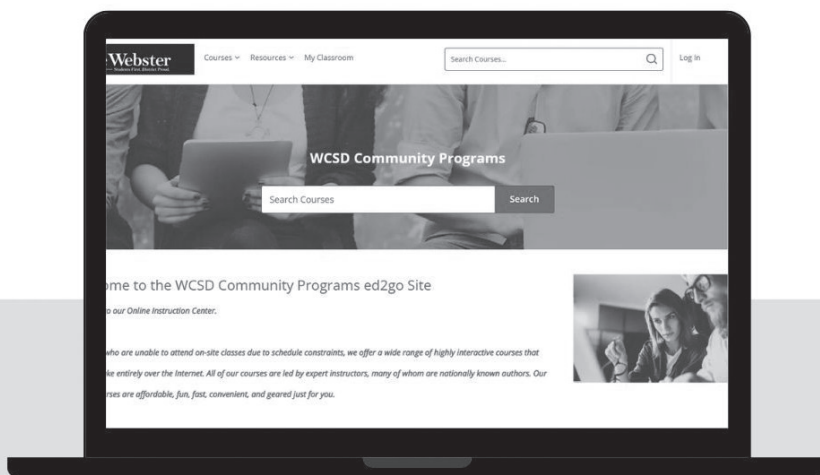 Webster
Courses Resources My Classroom
Search Courses...
Log In
WCSD Community Programs
Search Courses
Search
ome to the WCSD Community Programs ed2go Site
o our Online Instruction Center.
who are unable to attend on-site classes due to schedule constraints, we offer a wide range of highly interactive courses that
ke entirely over the Internet. All of our courses are led by expert instructors, many of whom are nationally known authors. Our
rses are affordable, fun, fast, convenient, and geared just for you.